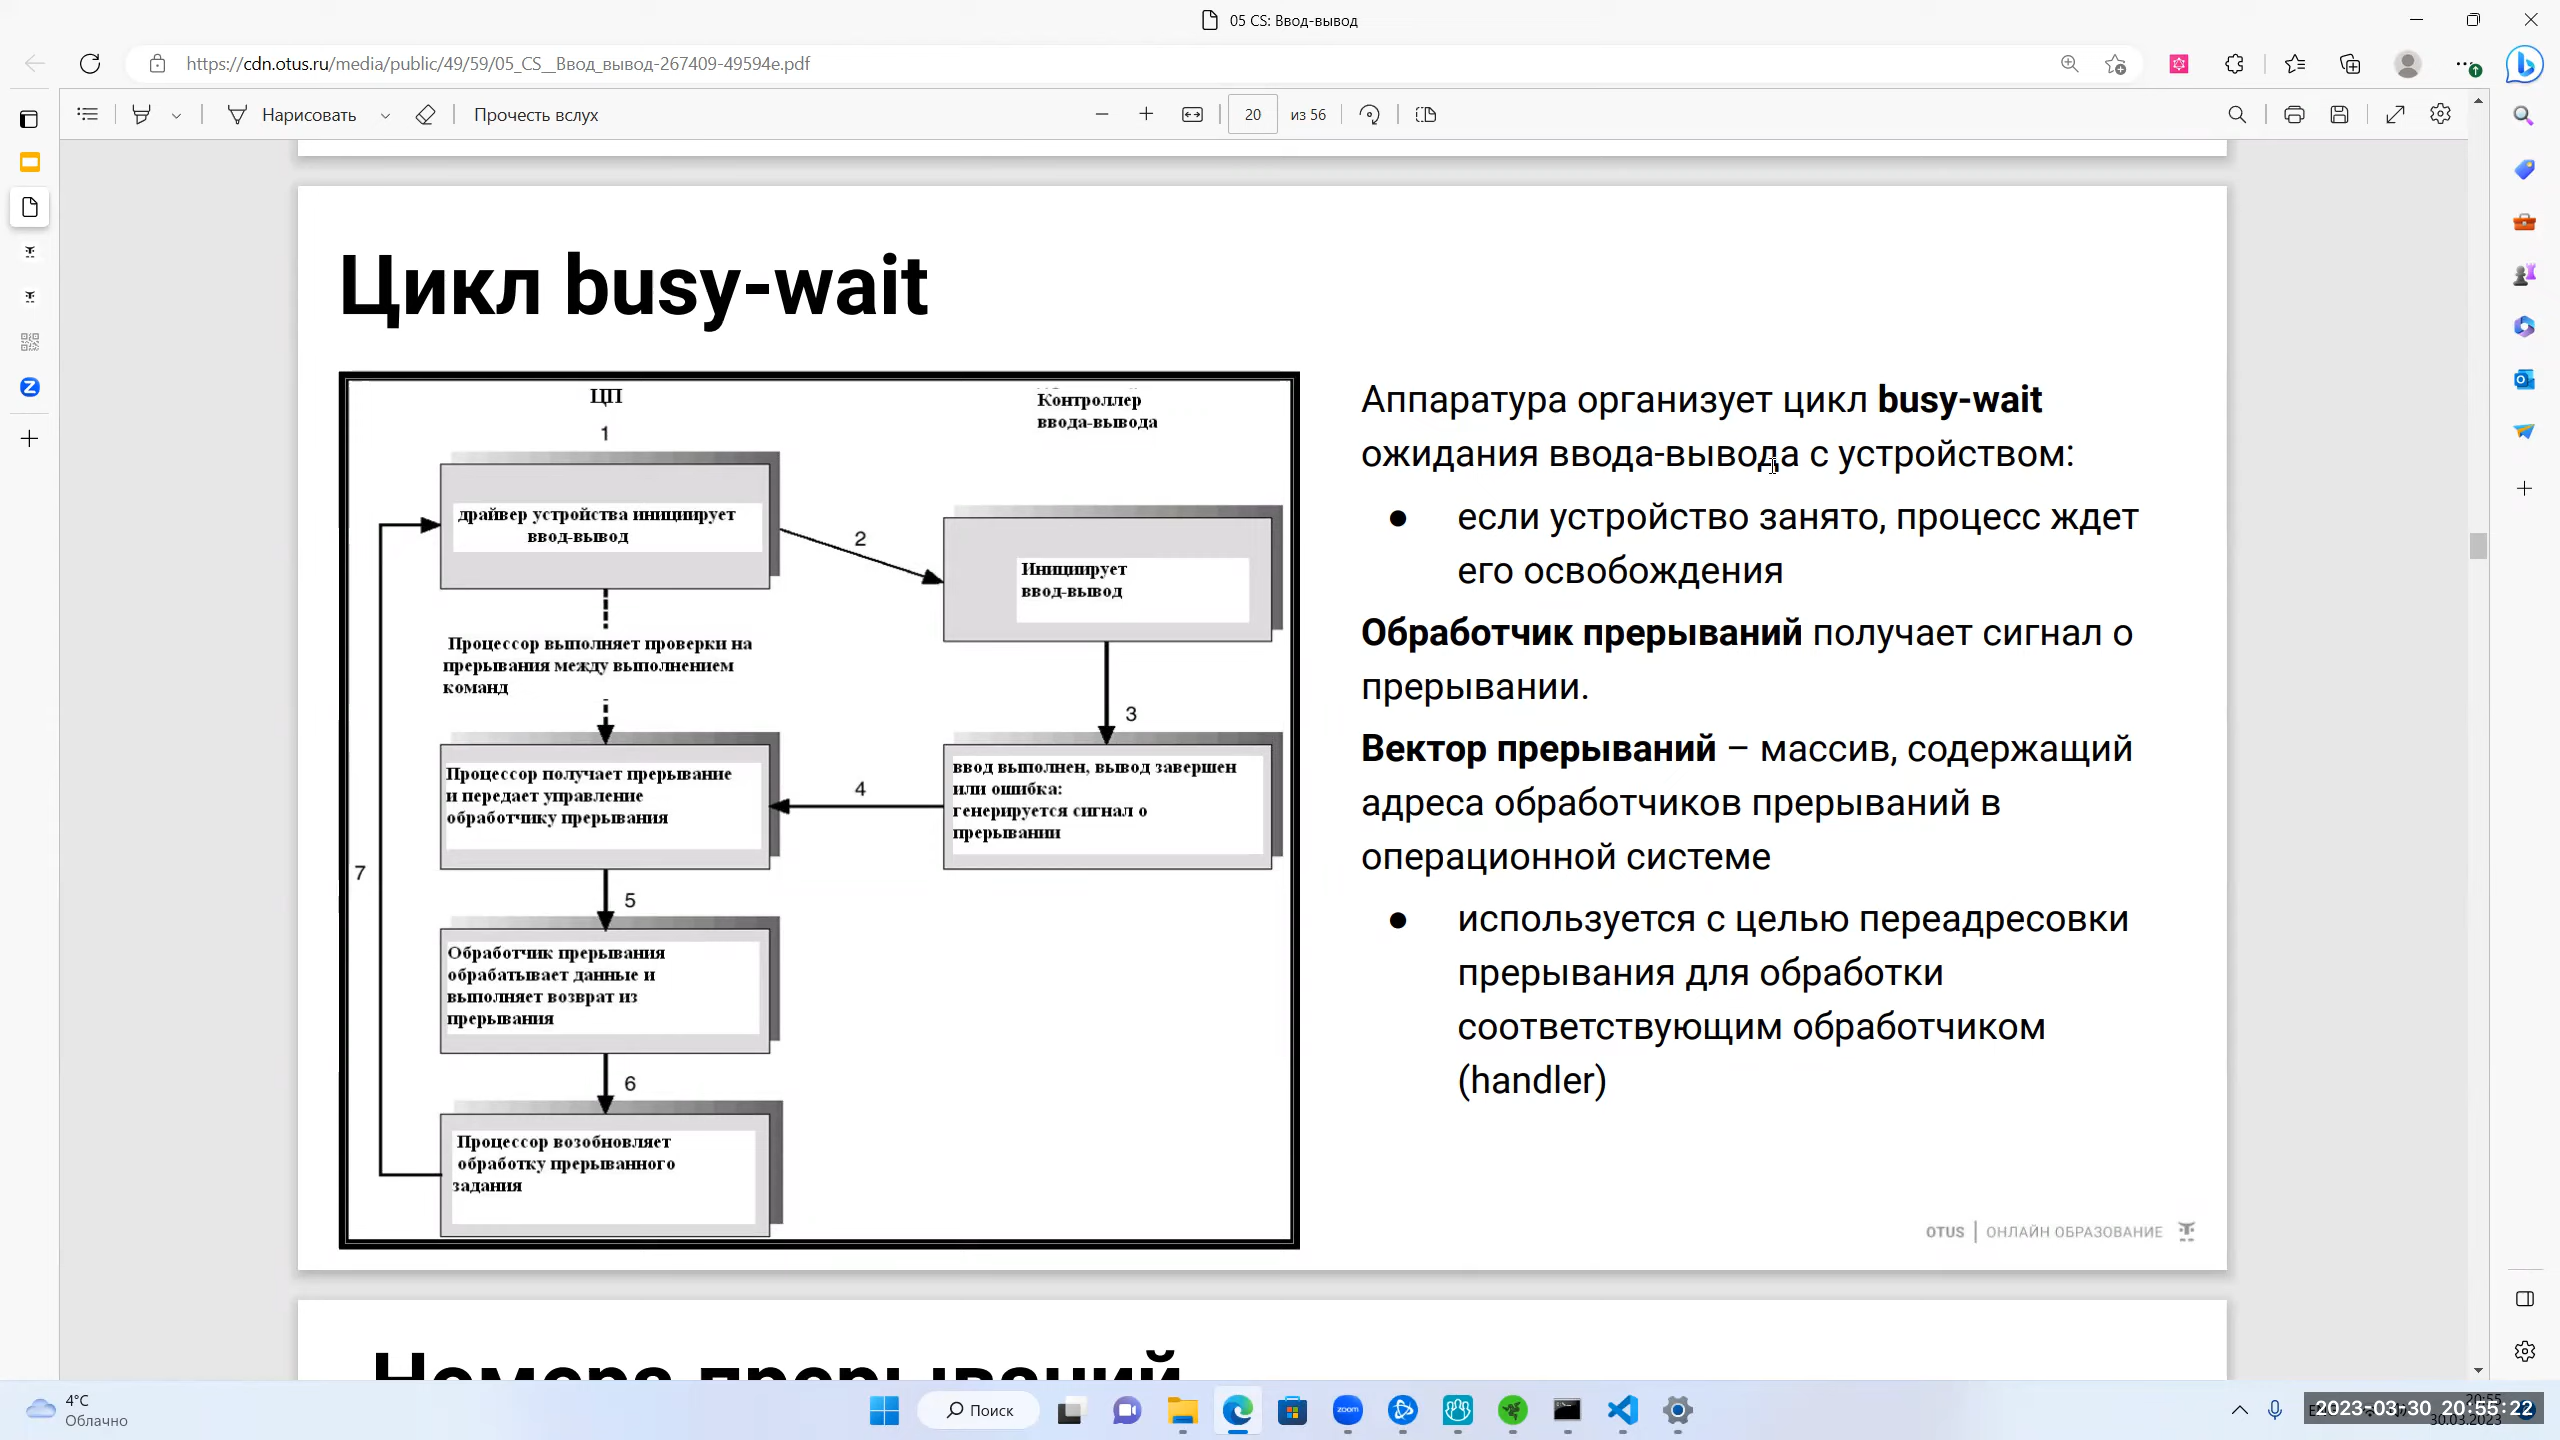 05 CS: Ввод-вывод
https://cdn.otus.ru/media/public/49/59/05_CS__Ввод_вывод-267409-49594e.pdf
Нарисовать
Прочесть вслух
20
из 56
Цикл busy-wait
ЦП
Контроллер
ввода-вывода
1
драйвер устройства инициирует
ввод-вывод
2
Инициирует
ввод-вывод
Процессор выполняет проверки на
прерывания между выполнением
команд
3
Процессор получает прерывание
и передает управление
обработчику прерывания
4
ввод выполнен, вывод завершен
или ошибка:
генерируется сигнал о
прерывании
7
5
Обработчик прерывания
обрабатывает данные и
выполняет возврат из
прерывания
6
Процессор возобновляет
обработку прерыванного
задания
Аппаратура организует цикл busy-wait
ожидания ввода-вывода с устройством:
● если устройство занято, процесс ждет
его освобождения
Обработчик прерываний получает сигнал о
прерывании.
Вектор прерываний – массив, содержащий
адреса обработчиков прерываний в
операционной системе
● используется с целью переадресовки
прерывания для обработки
соответствующим обработчиком
(handler)
OTUS | ОНЛАЙН ОБРАЗОВАНИЕ
Номера прерываний
4°C
Облачно
Поиск
zoom
2023-03-30 20:55:22